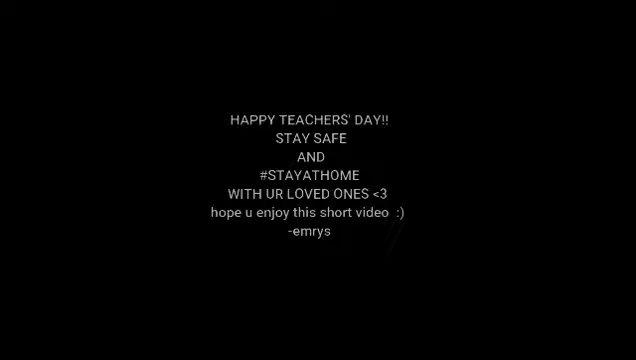 HAPPY TEACHERS' DAY!!
STAY SAFE
AND
#STAYATHOME
WITH UR LOVED ONES <3
hope u enjoy this short video :)
-emrys